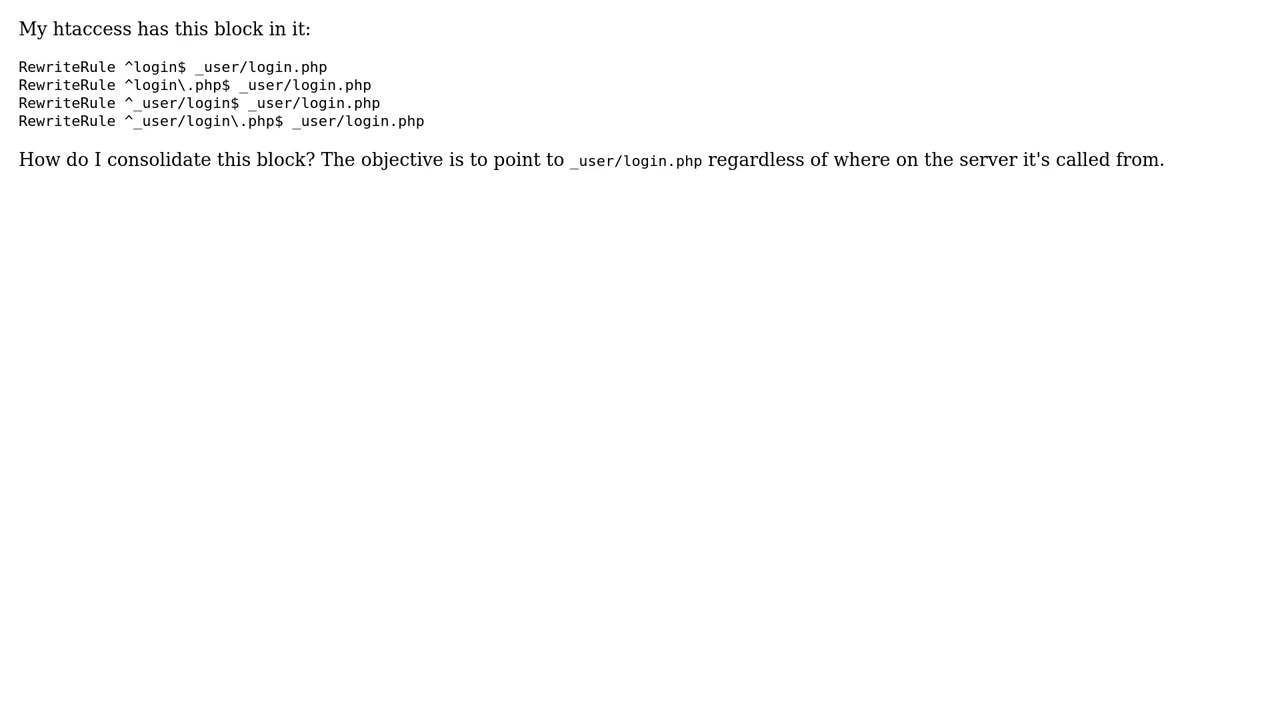 My htaccess has this block in it:
RewriteRule ^login$ _user/login.php
RewriteRule ^login\.php$ _user/login.php
RewriteRule ^_user/login$ _user/login.php
RewriteRule ^_user/login\.php$ _user/login.php
How do I consolidate this block? The objective is to point to _user/login.php regardless of where on the server it's called from.